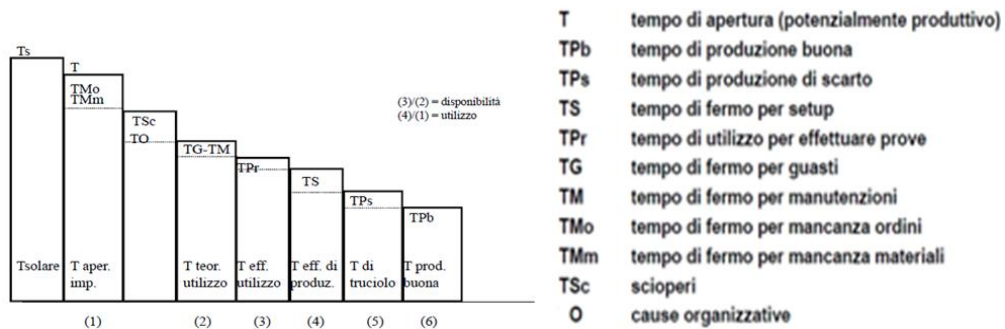 Ts
T
TMo
TMm
TSc
TO
TG-TM
TPr
TS
TPs
TPb
(3)/(2) = disponibilità
(4)/(1) = utilizzo
Tsolare
T aper. imp.
T teor. utilizzo
T eff. utilizzo
T eff. di produz.
T di truciolo
T prod. buona
(1)
(2)
(3)
(4)
(5)
(6)
T tempo di apertura (potenzialmente produttivo)
TPb tempo di produzione buona
TPs tempo di produzione di scarto
TS tempo di fermo per setup
TPr tempo di utilizzo per effettuare prove
TG tempo di fermo per guasti
TM tempo di fermo per manutenzioni
TMo tempo di fermo per mancanza ordini
TMm tempo di fermo per mancanza materiali
TSc scioperi
O cause organizzative